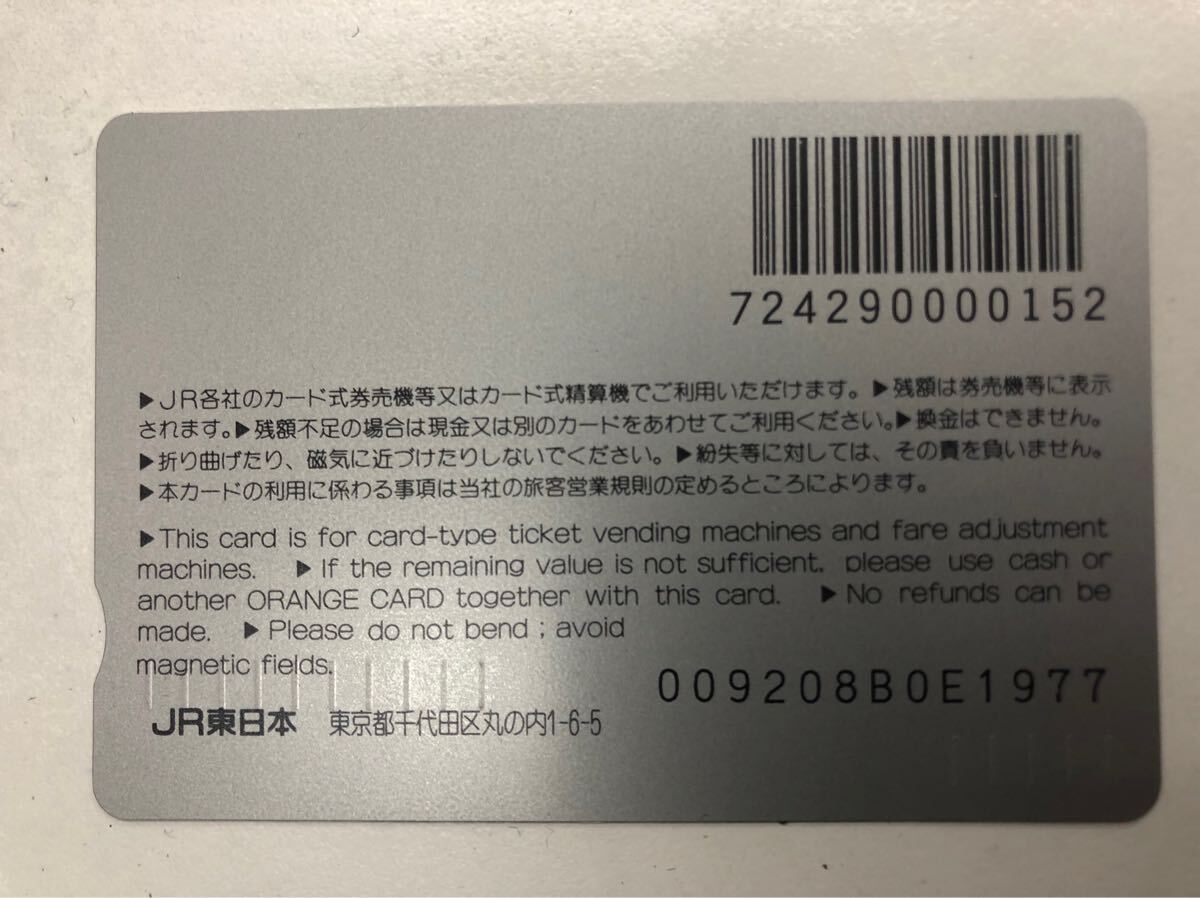 724290000152
▶JR各社のカード式券売機等又はカード式精算機でご利用いただけます。▶残額は券売機等に表示
されます。▶残額不足の場合は現金又は別のカードをあわせてご利用ください。▶換金はできません。
▶折り曲げたり、磁気に近づけたりしないでください。▶紛失等に対しては、その責を負いません。
▶本カードの利用に係わる事項は当社の旅客営業規則の定めるところによります。
▶This card is for card-type ticket vending machines and fare adjustment
machines. ▶If the remaining value is not sufficient, please use cash or
another ORANGE CARD together with this card. ▶No refunds can be
made. ▶Please do not bend ; avoid
magnetic fields.
009208B0E1977
JR東日本 東京都千代田区丸の内1-6-5